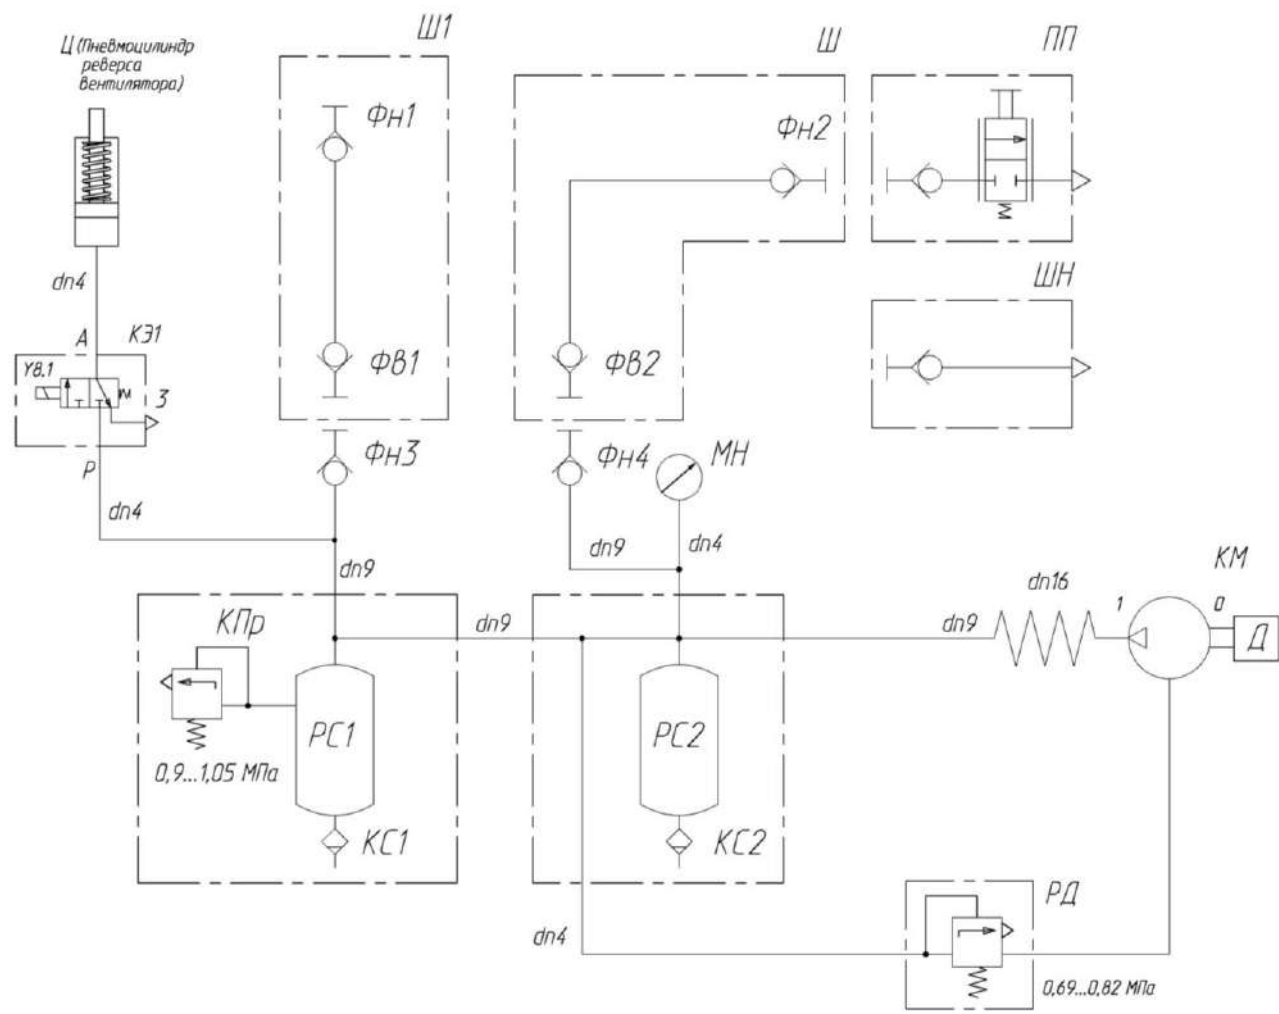 Ц (Пневмоцилиндр
реверса
вентилятора)
Ш1
Ш
ПП
Фн1
Фн2
dn4
А
КЭ1
Y8.1
3
Р
dn4
ФВ1
ФВ2
ШН
Фн3
Фн4
МН
dn9
dn9
dn4
КПр
dn9
dn9
dn16
1
0
КМ
Д
РС1
РС2
0,9...1,05 МПа
КС1
КС2
dn4
РД
0,69...0,82 МПа